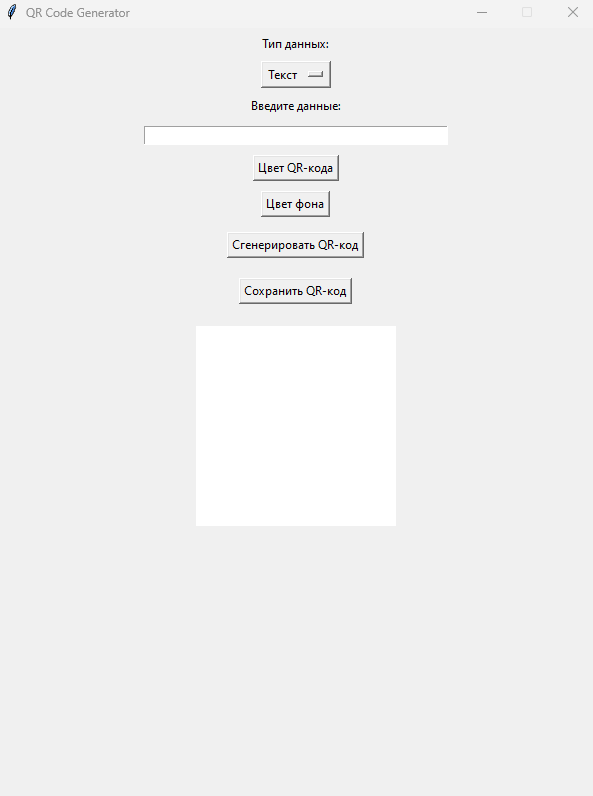 QR Code Generator
Тип данных:
Текст
Введите данные:
Цвет QR-кода
Цвет фона
Сгенерировать QR-код
Сохранить QR-код